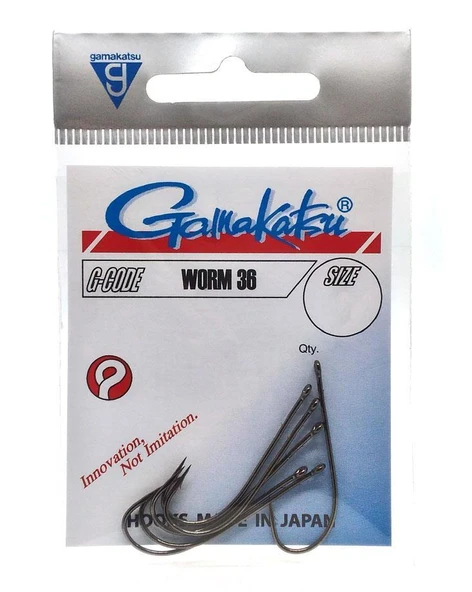 gamakatsu
Gamakatsu®
G-CODE
WORM 36
SIZE
Qty.
Innovation,
Not Imitation.
HOOKS MADE IN JAPAN